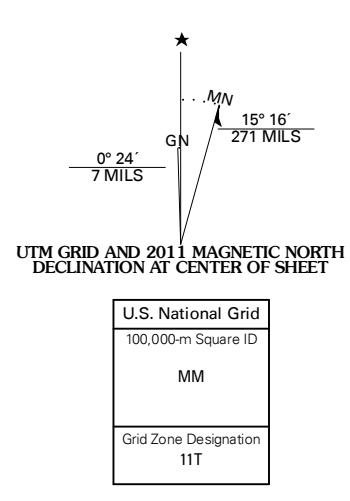 ★
MN
GN
15° 16´
271 MILS
0° 24´
7 MILS
UTM GRID AND 2011 MAGNETIC NORTH
DECLINATION AT CENTER OF SHEET
U.S. National Grid
100,000-m Square ID
MM
Grid Zone Designation
11T